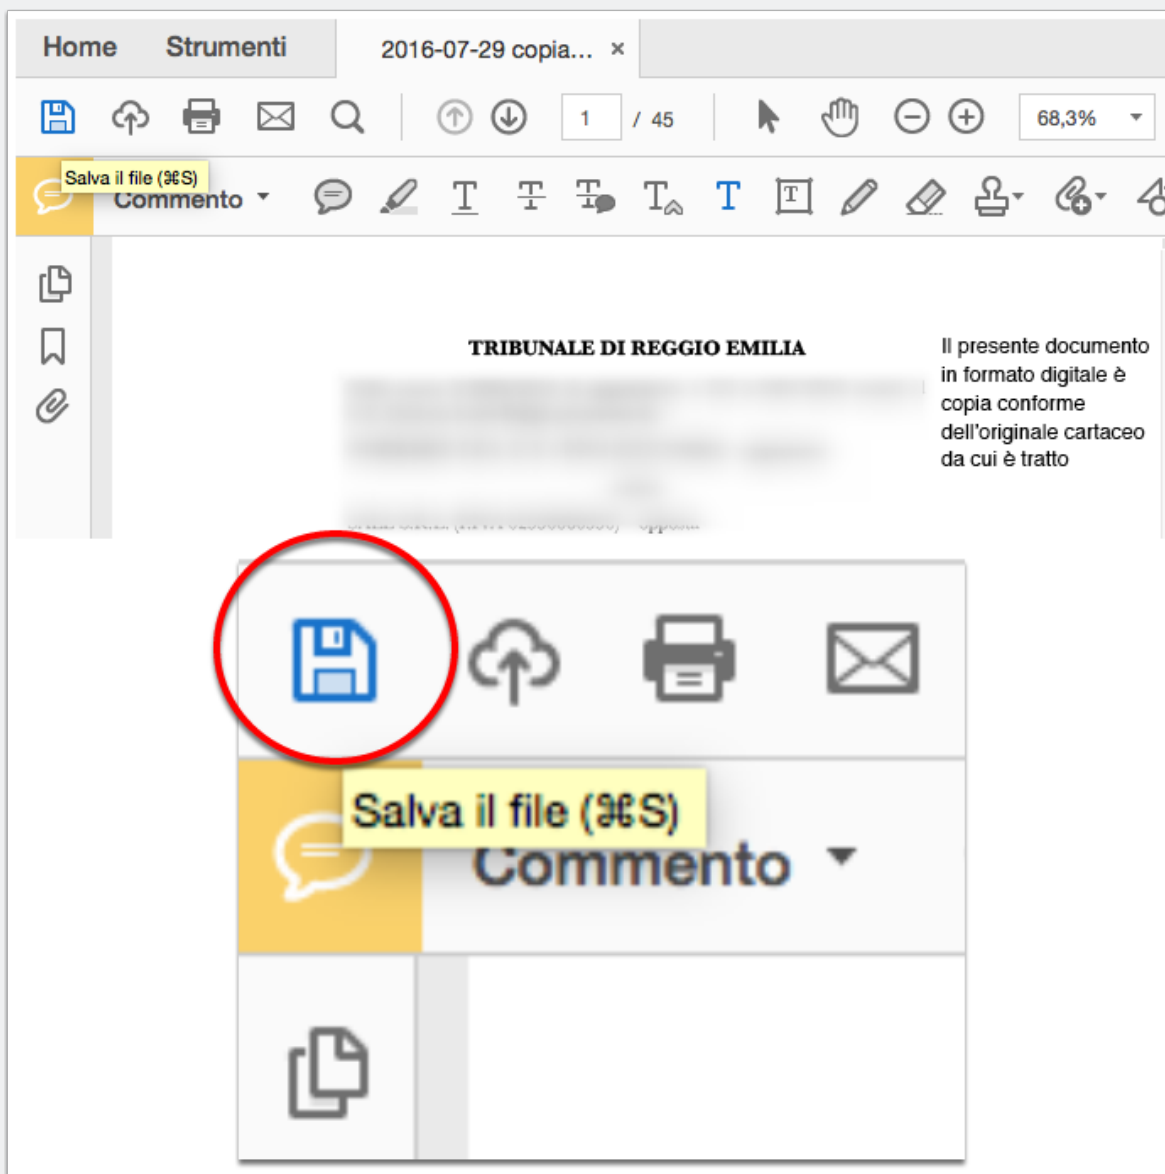 Home Strumenti 2016-07-29 copia... ×
1 / 45 68,3%
Salva il file (⌘S)
Commento
TRIBUNALE DI REGGIO EMILIA
Il presente documento
in formato digitale è
copia conforme
dell'originale cartaceo
da cui è tratto
Salva il file (⌘S)
Commento